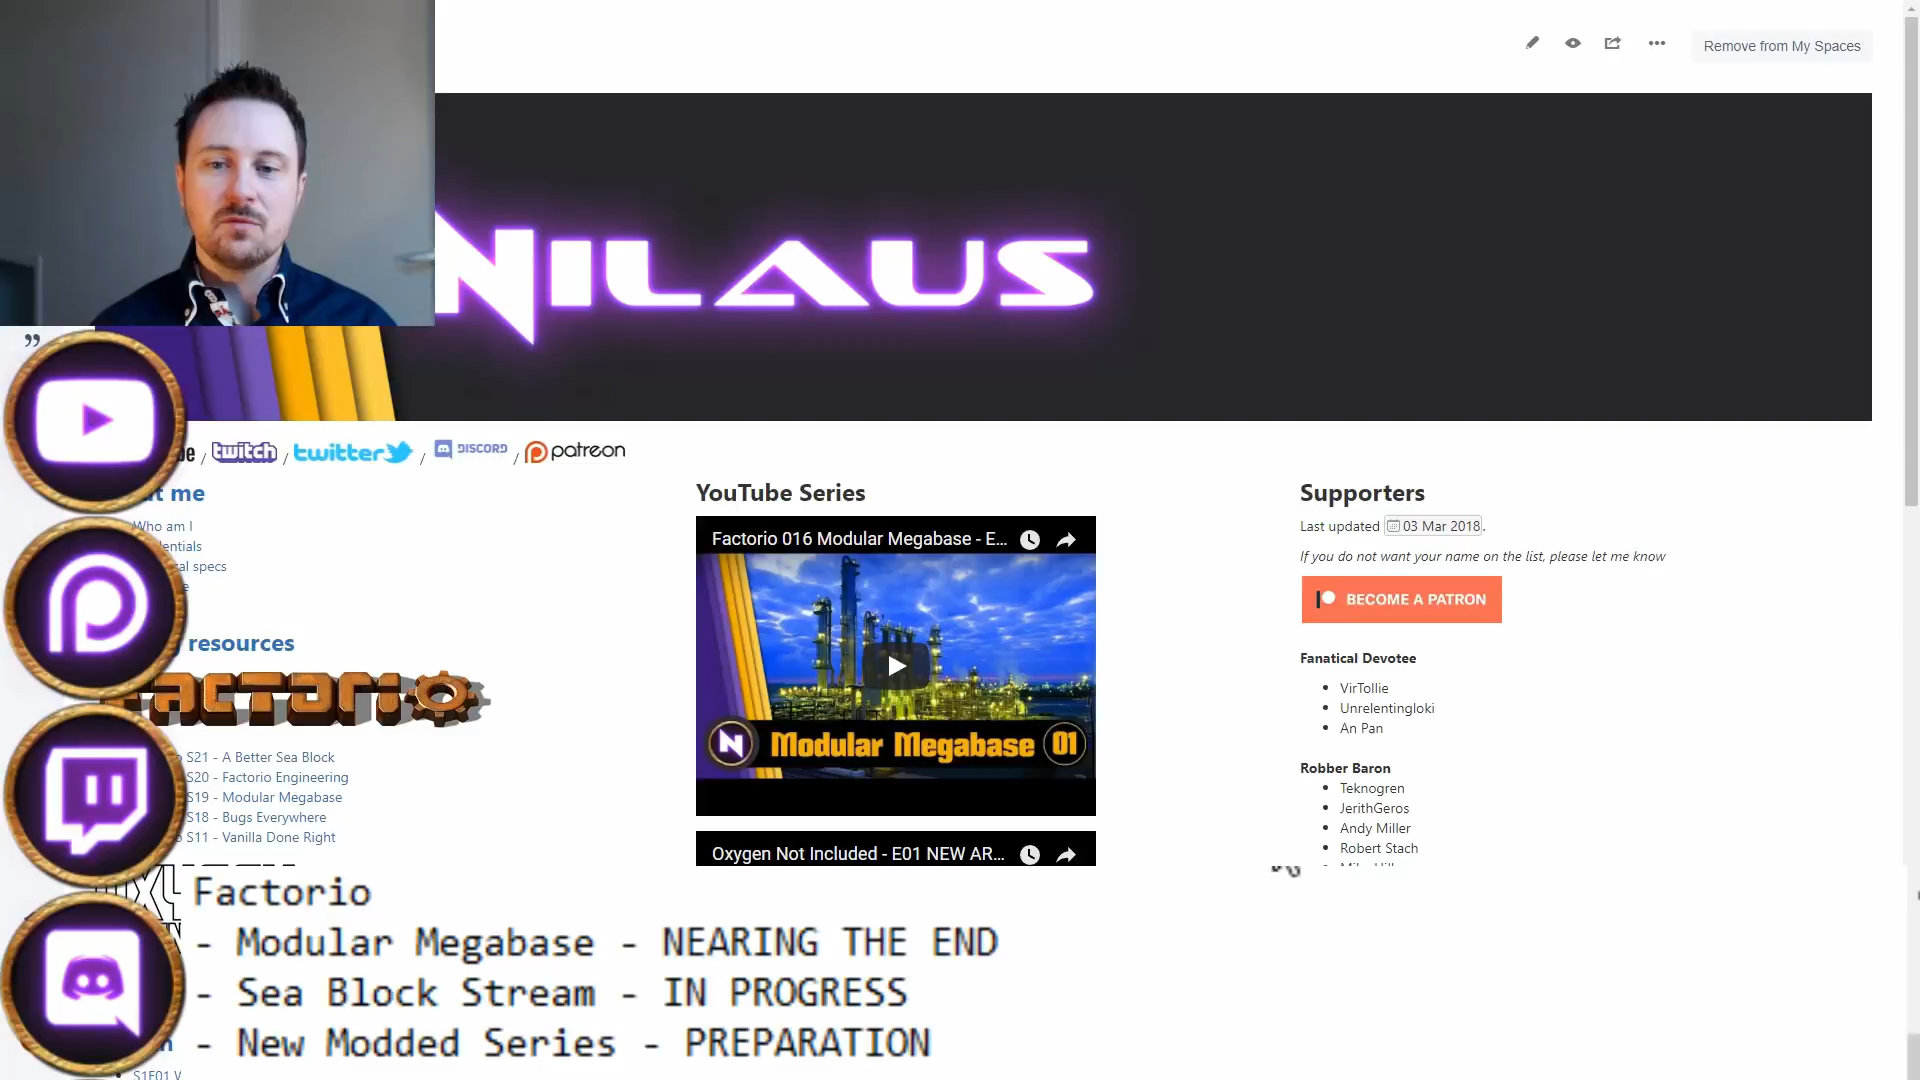 Remove from My Spaces
NILAUS
”
be / twitch / twitter / DISCORD / patreon
t me
Who am I
entials
al specs
e
resources
FACTORIO
S21 - A Better Sea Block
S20 - Factorio Engineering
S19 - Modular Megabase
S18 - Bugs Everywhere
S11 - Vanilla Done Right
YouTube Series
Factorio 016 Modular Megabase - E...
N Modular Megabase 01
Oxygen Not Included - E01 NEW AR...
Supporters
Last updated 03 Mar 2018.
If you do not want your name on the list, please let me know
BECOME A PATRON
Fanatical Devotee
VirTollie
Unrelentingloki
An Pan
Robber Baron
Teknogren
JerithGeros
Andy Miller
Robert Stach
Factorio
- Modular Megabase - NEARING THE END
- Sea Block Stream - IN PROGRESS
- New Modded Series - PREPARATION